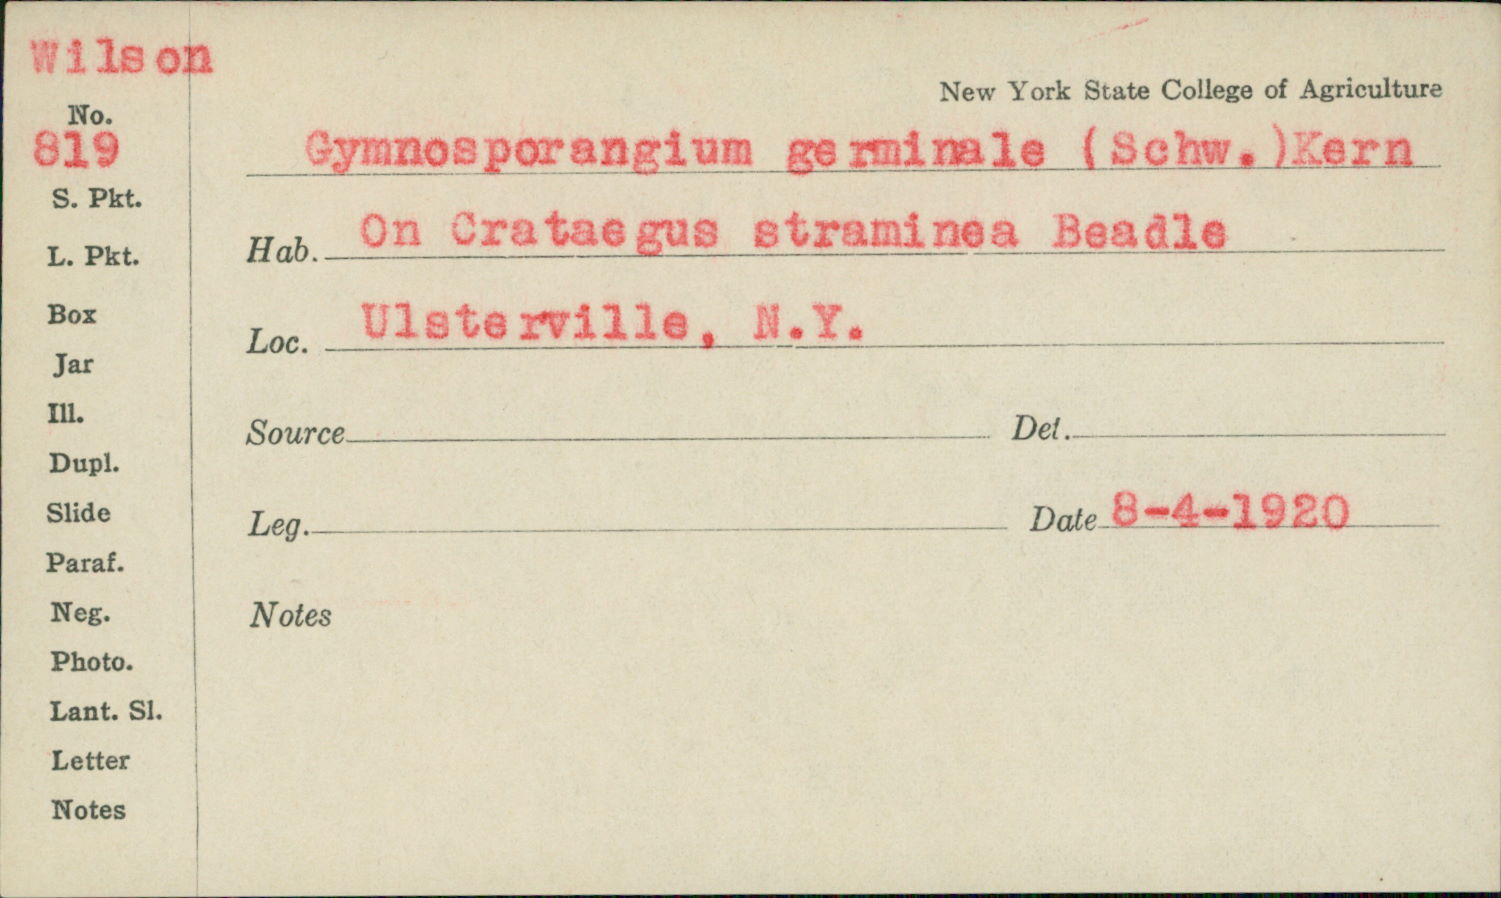 Wilson
New York State College of Agriculture
No.
819
Gymnosporangium germinale (Schw.)Kern
S. Pkt.
Hab. On Crataegus straminea Beadle
L. Pkt.
Box
Loc. Ulsterville, N.Y.
Jar
Ill.
Source Det.
Dupl.
Slide
Leg. Date 8-4-1920
Paraf.
Neg.
Notes
Photo.
Lant. Sl.
Letter
Notes